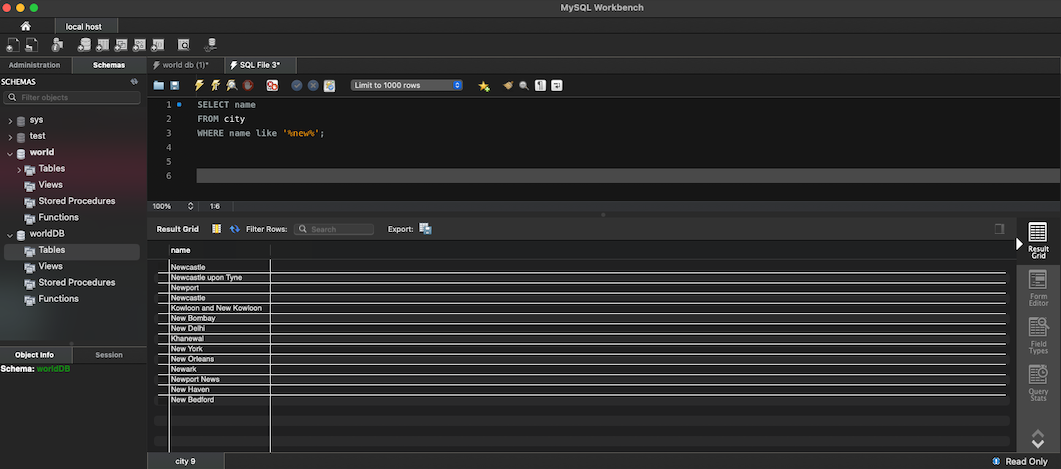 MySQL Workbench
local host
Administration Schemas
world db (1)* SQL File 3*
SCHEMAS
Filter objects
sys
test
world
Tables
Views
Stored Procedures
Functions
worldDB
Tables
Views
Stored Procedures
Functions
Object Info Session
Schema: worldDB
Limit to 1000 rows
1 SELECT name
2 FROM city
3 WHERE name like '%new%';
4
5
6
100% 1:6
Result Grid Filter Rows: Search Export:
name
Newcastle
Newcastle upon Tyne
Newport
Newcastle
Kowloon and New Kowloon
New Bombay
New Delhi
Khanewal
New York
New Orleans
Newark
Newport News
New Haven
New Bedford
Result
Grid
Form
Editor
Field
Types
Query
Stats
city 9
Read Only